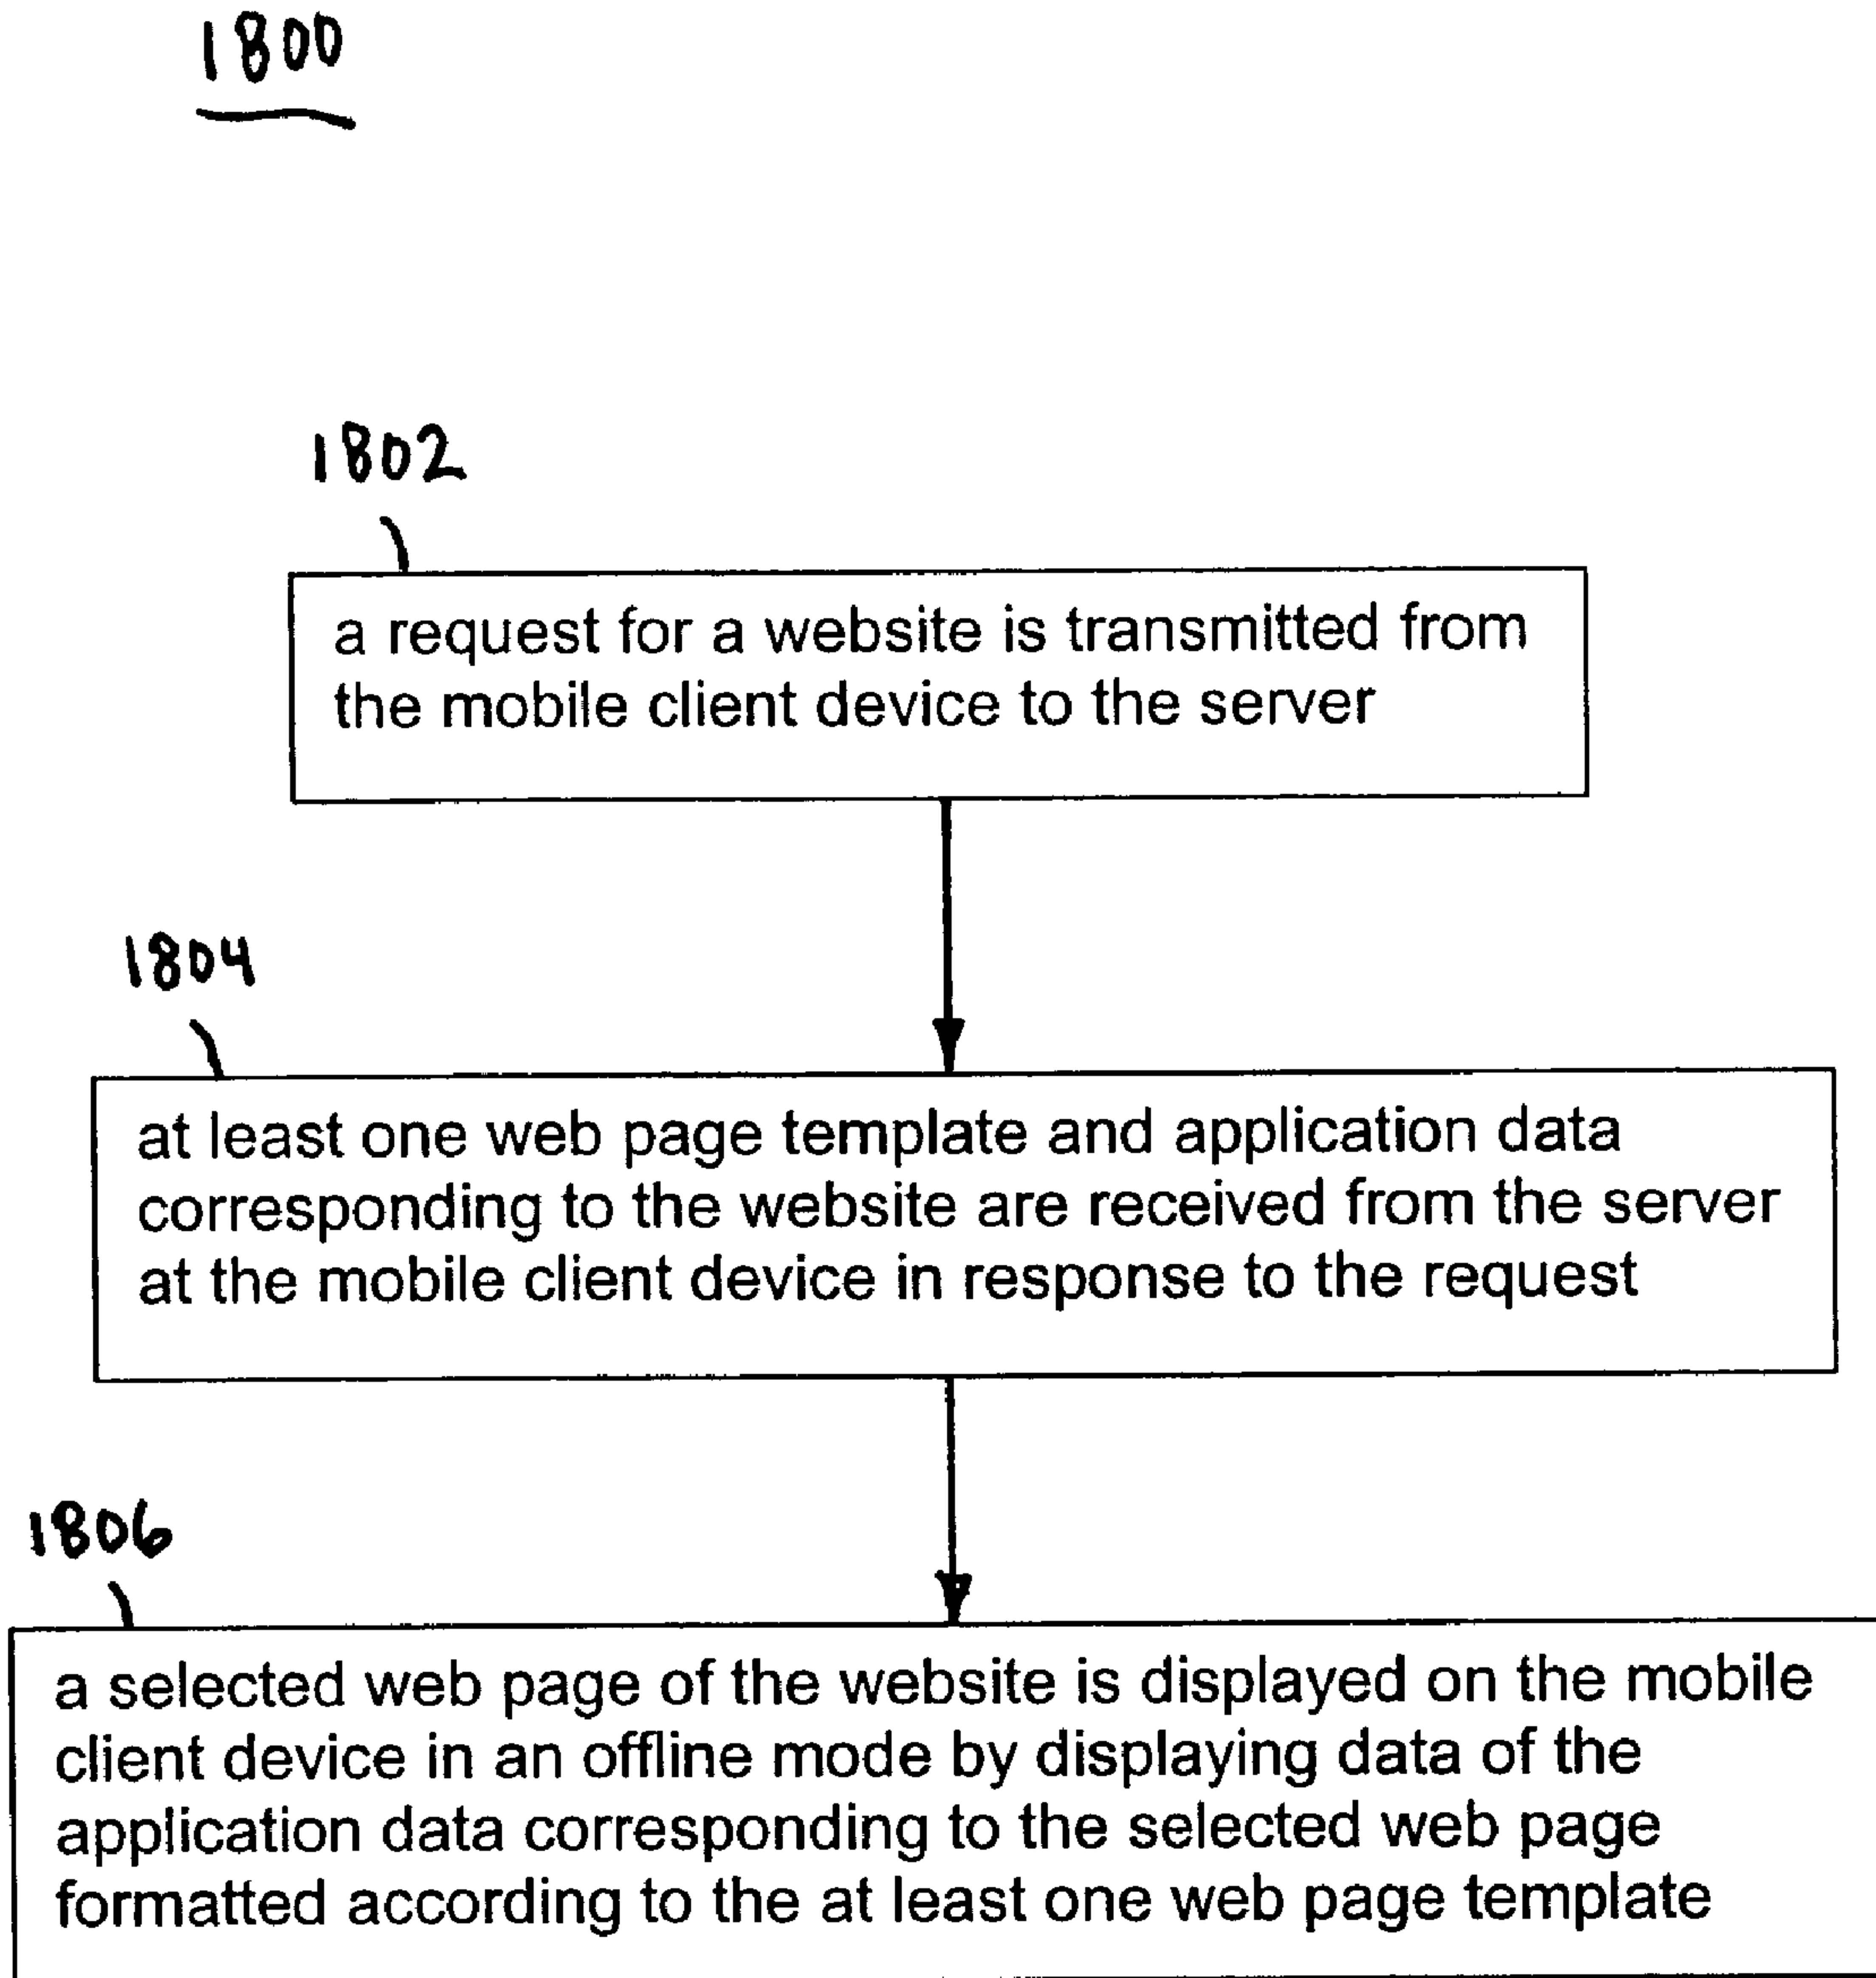 1800
1802
a request for a website is transmitted from
the mobile client device to the server
1804
at least one web page template and application data
corresponding to the website are received from the server
at the mobile client device in response to the request
1806
a selected web page of the website is displayed on the mobile
client device in an offline mode by displaying data of the
application data corresponding to the selected web page
formatted according to the at least one web page template